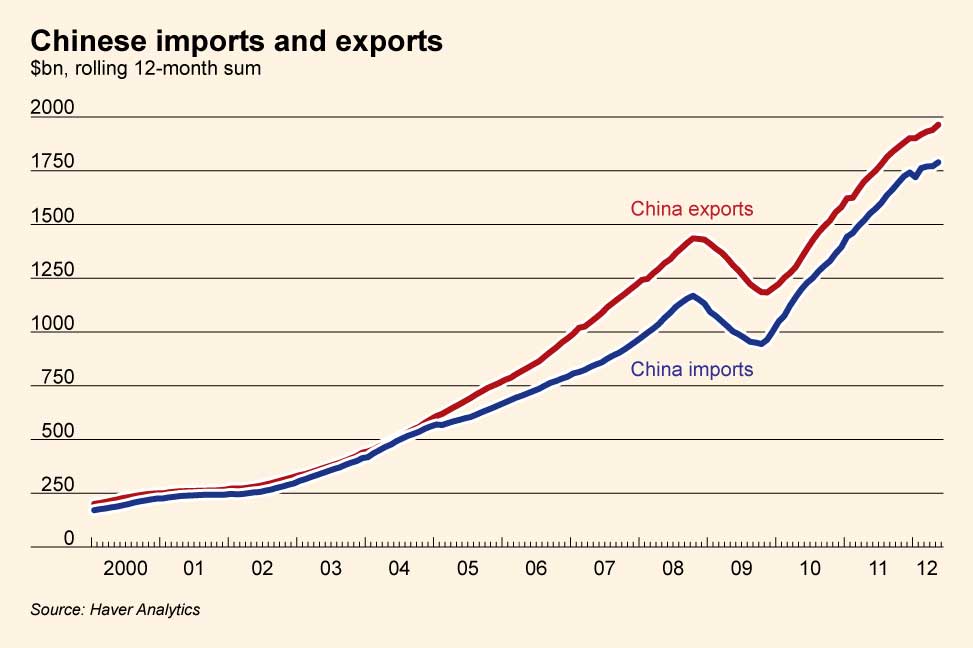 Chinese imports and exports
$bn, rolling 12-month sum
2000
1750
1500
China exports
1250
1000
China imports
750
500
250
0
2000 01 02 03 04 05 06 07 08 09 10 11 12
Source: Haver Analytics